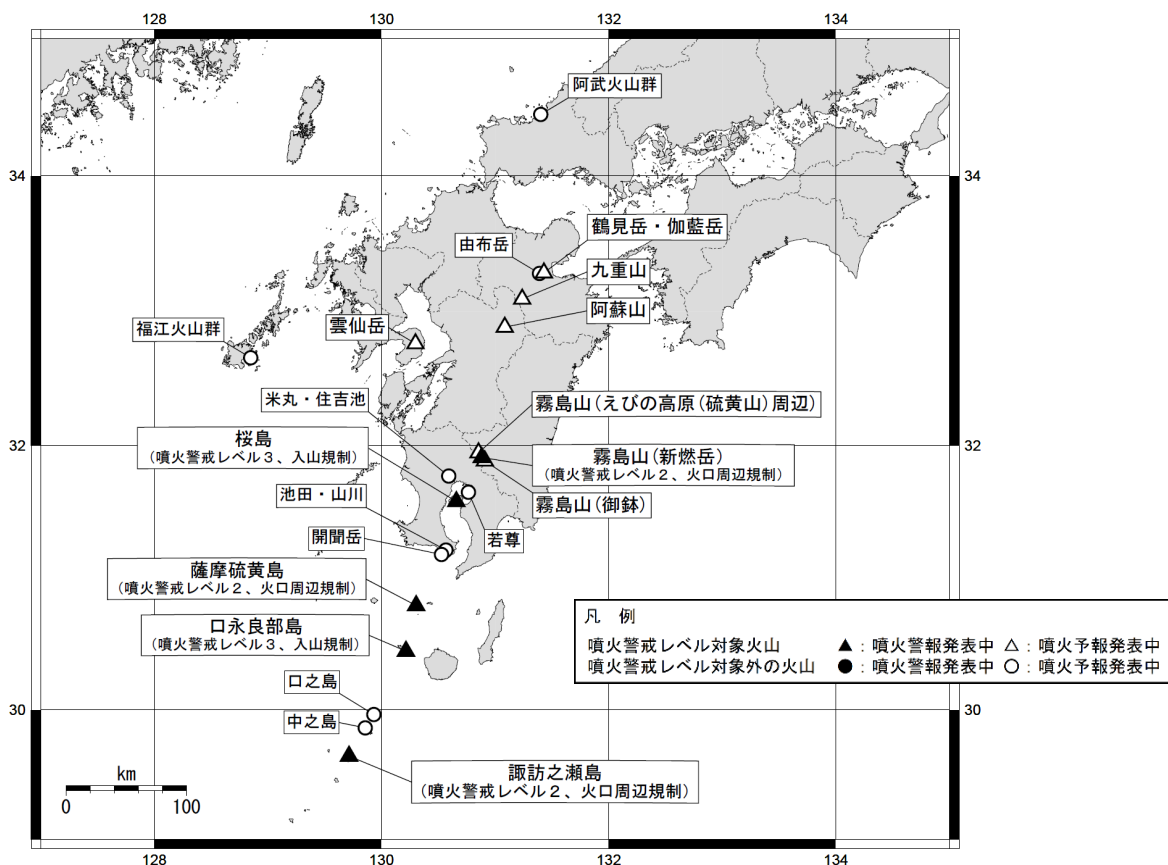 128
130
132
134
阿武火山群
34
34
鶴見岳・伽藍岳
由布岳
九重山
阿蘇山
雲仙岳
福江火山群
米丸・住吉池
霧島山(えびの高原(硫黄山)周辺)
桜島
(噴火警戒レベル3、入山規制)
32
32
霧島山(新燃岳)
(噴火警戒レベル2、火口周辺規制)
池田・山川
霧島山(御鉢)
開聞岳
若尊
薩摩硫黄島
(噴火警戒レベル2、火口周辺規制)
口永良部島
(噴火警戒レベル3、入山規制)
凡 例
噴火警戒レベル対象火山 ▲:噴火警報発表中 △:噴火予報発表中
噴火警戒レベル対象外の火山 ●:噴火警報発表中 ○:噴火予報発表中
口之島
30
30
中之島
諏訪之瀬島
(噴火警戒レベル2、火口周辺規制)
km
0 100
128
130
132
134